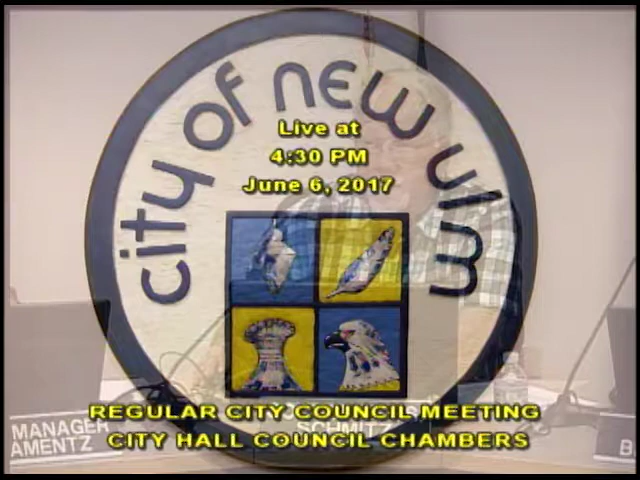 city of new ulm
Live at
4:30 PM
June 6, 2017
REGULAR CITY COUNCIL MEETING
SCHMITZ
MANAGER
CITY HALL COUNCIL CHAMBERS
AMENTZ